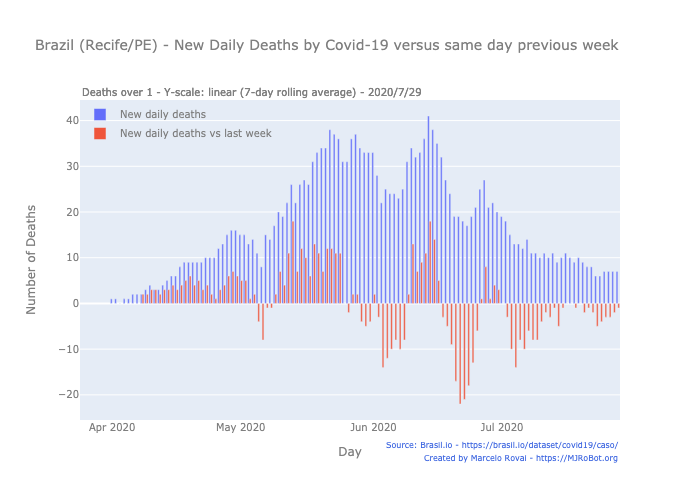 Brazil (Recife/PE) - New Daily Deaths by Covid-19 versus same day previous week
Deaths over 1 - Y-scale: linear (7-day rolling average) - 2020/7/29
New daily deaths
New daily deaths vs last week
Number of Deaths
40
30
20
10
0
−10
−20
Apr 2020
May 2020
Jun 2020
Jul 2020
Day
Source: Brasil.io - https://brasil.io/dataset/covid19/caso/
Created by Marcelo Rovai - https://MJRoBot.org